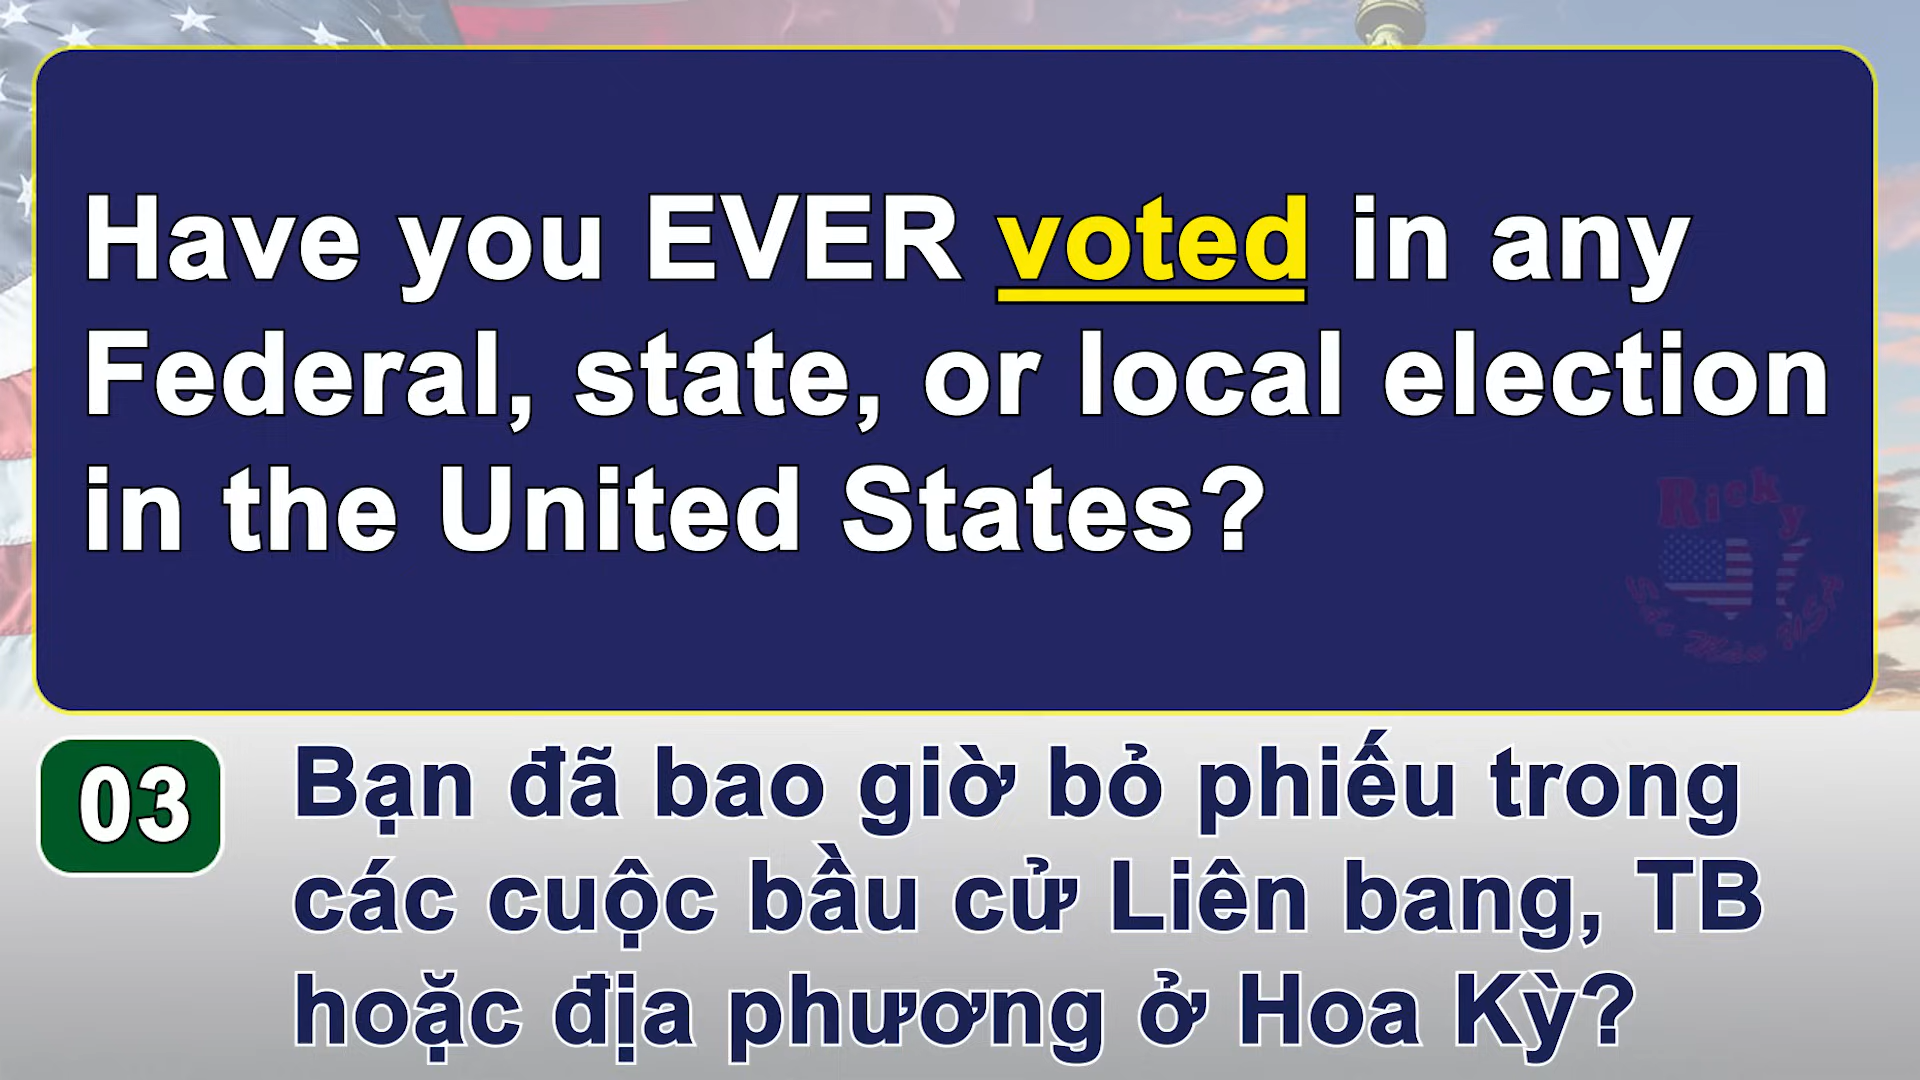 Have you EVER voted in any
Federal, state, or local election
in the United States?
Ricky
03
Bạn đã bao giờ bỏ phiếu trong
các cuộc bầu cử Liên bang, TB
hoặc địa phương ở Hoa Kỳ?